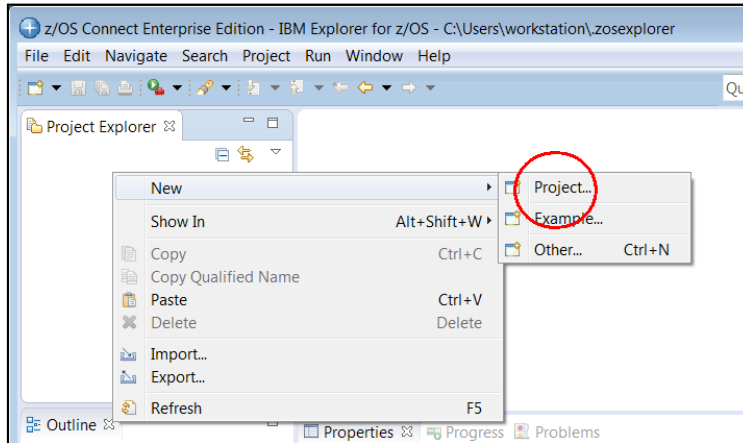 z/OS Connect Enterprise Edition - IBM Explorer for z/OS - C:\Users\workstation\.zosexplorer
File Edit Navigate Search Project Run Window Help
Qu
Project Explorer
New
Project...
Show In Alt+Shift+W
Example...
Copy Ctrl+C
Other... Ctrl+N
Copy Qualified Name
Paste Ctrl+V
Delete Delete
Import...
Export...
Refresh F5
Outline
Properties Progress Problems